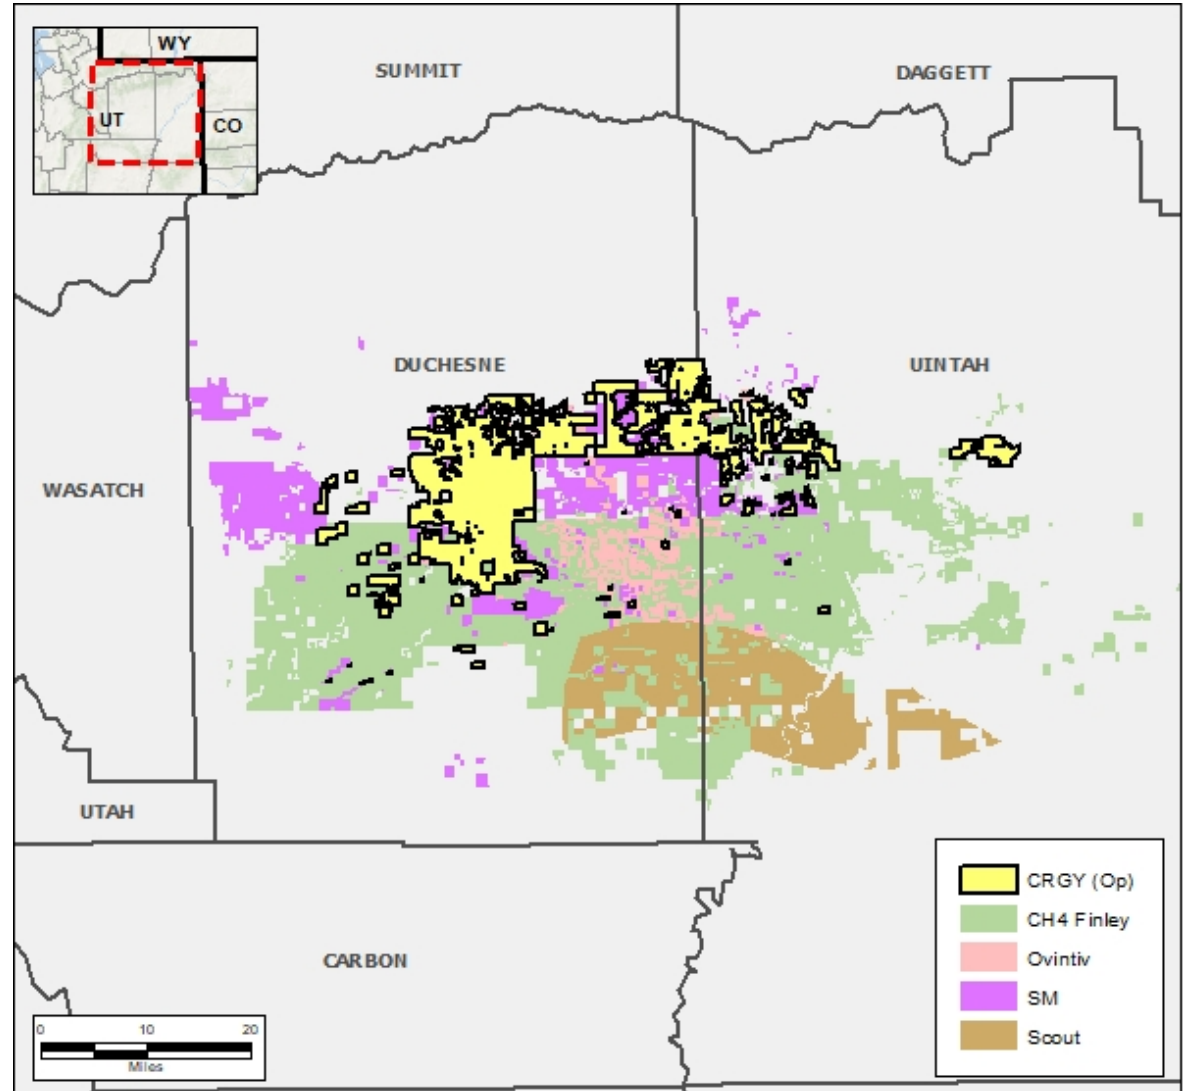 WY
UT
CO
SUMMIT
DAGGETT
DUCHESNE
UINTAH
WASATCH
UTAH
CARBON
CRGY (Op)
CH4 Finley
Ovintiv
SM
Scout
0 10 20
Miles